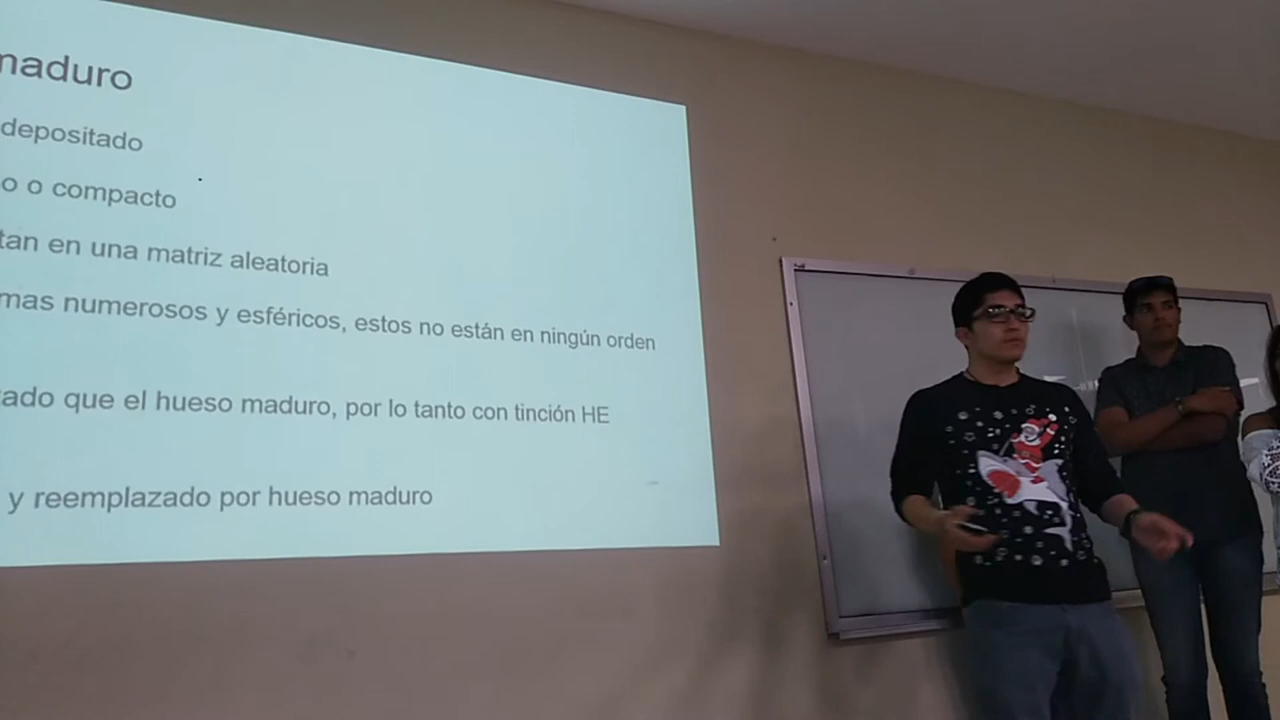 maduro
depositado
o o compacto
tan en una matriz aleatoria
mas numerosos y esféricos, estos no están en ningún orden
ado que el hueso maduro, por lo tanto con tinción HE
y reemplazado por hueso maduro